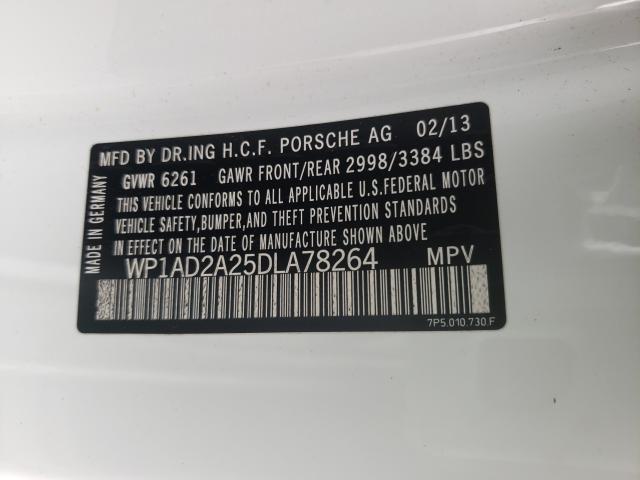 MADE IN GERMANY
MFD BY DR.ING H.C.F. PORSCHE AG 02/13
GVWR 6261 GAWR FRONT/REAR 2998/3384 LBS
THIS VEHICLE CONFORMS TO ALL APPLICABLE U.S.FEDERAL MOTOR
VEHICLE SAFETY,BUMPER,AND THEFT PREVENTION STANDARDS
IN EFFECT ON THE DATE OF MANUFACTURE SHOWN ABOVE.
WP1AD2A25DLA78264 MPV
7P5.010.730.F